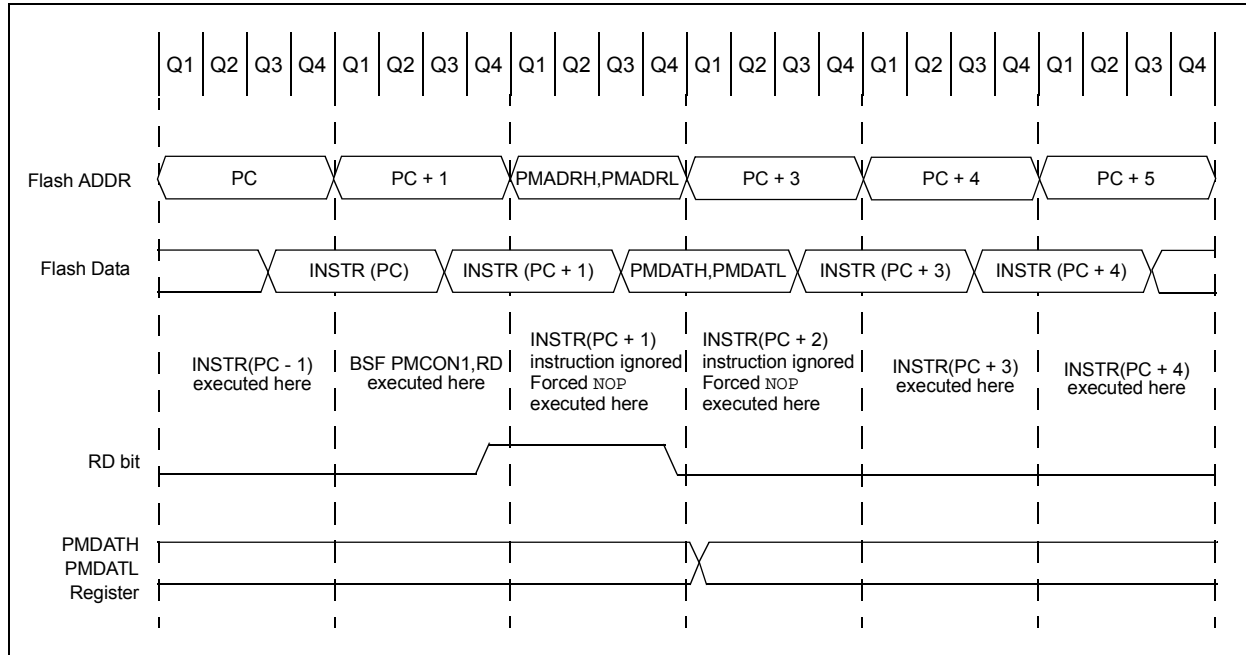 Q1 Q2 Q3 Q4 Q1 Q2 Q3 Q4 Q1 Q2 Q3 Q4 Q1 Q2 Q3 Q4 Q1 Q2 Q3 Q4 Q1 Q2 Q3 Q4
Flash ADDR PC PC + 1 PMADRH,PMADRL PC + 3 PC + 4 PC + 5
Flash Data INSTR (PC) INSTR (PC + 1) PMDATH,PMDATL INSTR (PC + 3) INSTR (PC + 4)
INSTR(PC - 1)
executed here
BSF PMCON1,RD
executed here
INSTR(PC + 1)
instruction ignored
Forced NOP
executed here
INSTR(PC + 2)
instruction ignored
Forced NOP
executed here
INSTR(PC + 3)
executed here
INSTR(PC + 4)
executed here
RD bit
PMDATH
PMDATL
Register